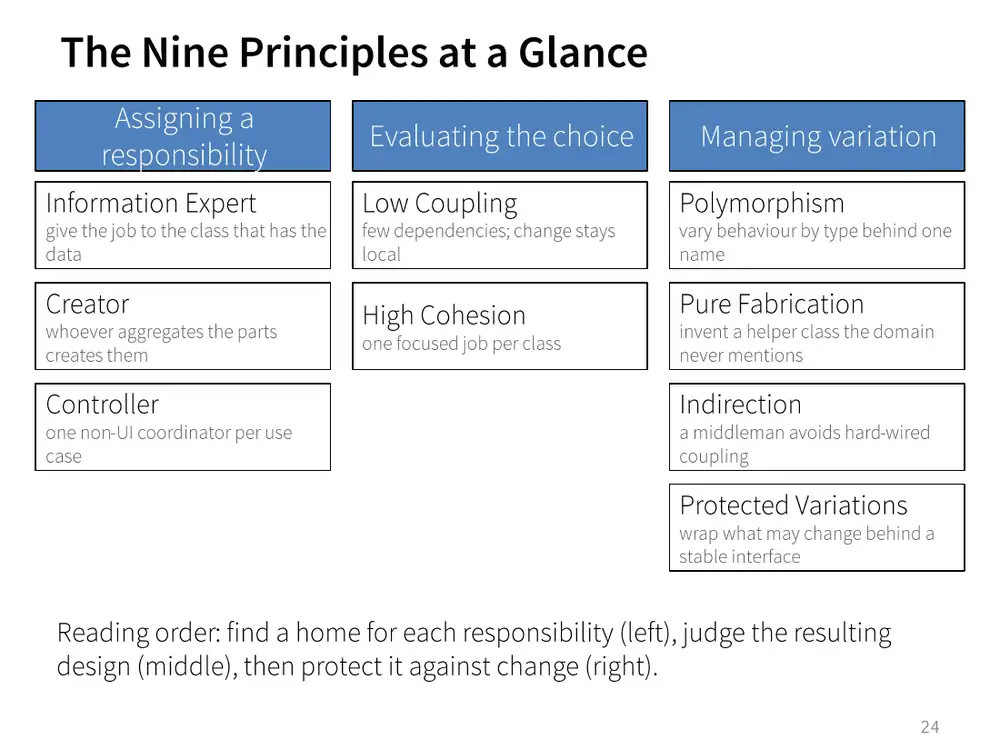 The Nine Principles at a Glance
Assigning a
responsibility
Information Expert
give the job to the class that has the
data
Creator
whoever aggregates the parts
creates them
Controller
one non-UI coordinator per use
case
Evaluating the choice
Low Coupling
few dependencies; change stays
local
High Cohesion
one focused job per class
Managing variation
Polymorphism
vary behaviour by type behind one
name
Pure Fabrication
invent a helper class the domain
never mentions
Indirection
a middleman avoids hard-wired
coupling
Protected Variations
wrap what may change behind a
stable interface
Reading order: find a home for each responsibility (left), judge the resulting
design (middle), then protect it against change (right).
24